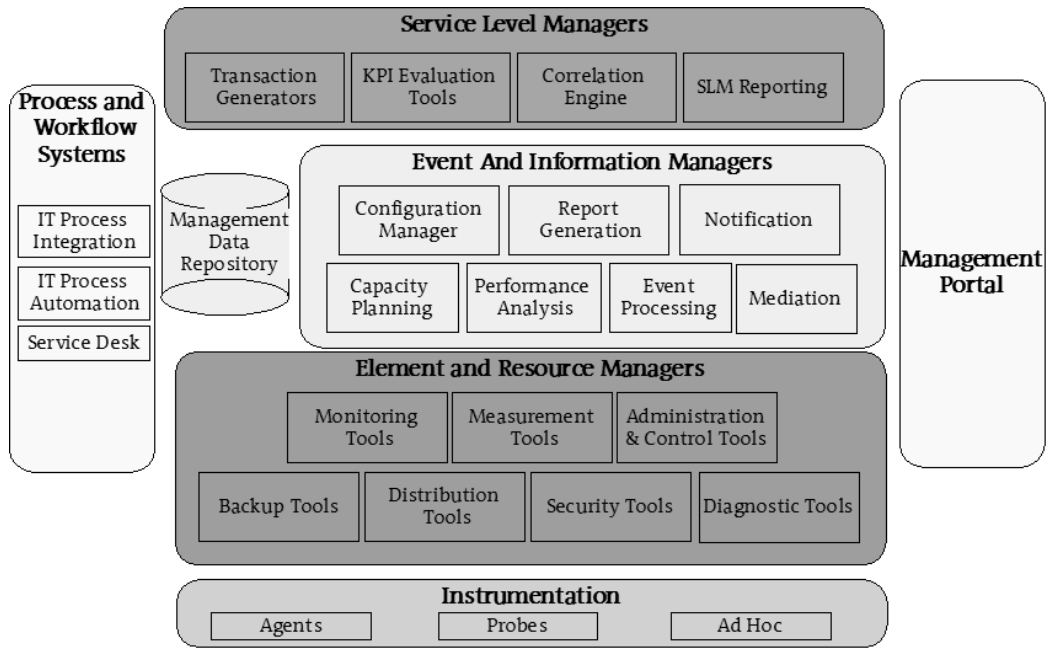 Service Level Managers
Transaction
Generators
KPI Evaluation
Tools
Correlation
Engine
SLM Reporting
Process and
Workflow
Systems
IT Process
Integration
IT Process
Automation
Service Desk
Management
Data
Repository
Event And Information Managers
Configuration
Manager
Report
Generation
Notification
Capacity
Planning
Performance
Analysis
Event
Processing
Mediation
Management
Portal
Element and Resource Managers
Monitoring
Tools
Measurement
Tools
Administration
& Control Tools
Backup Tools
Distribution
Tools
Security Tools
Diagnostic Tools
Instrumentation
Agents
Probes
Ad Hoc